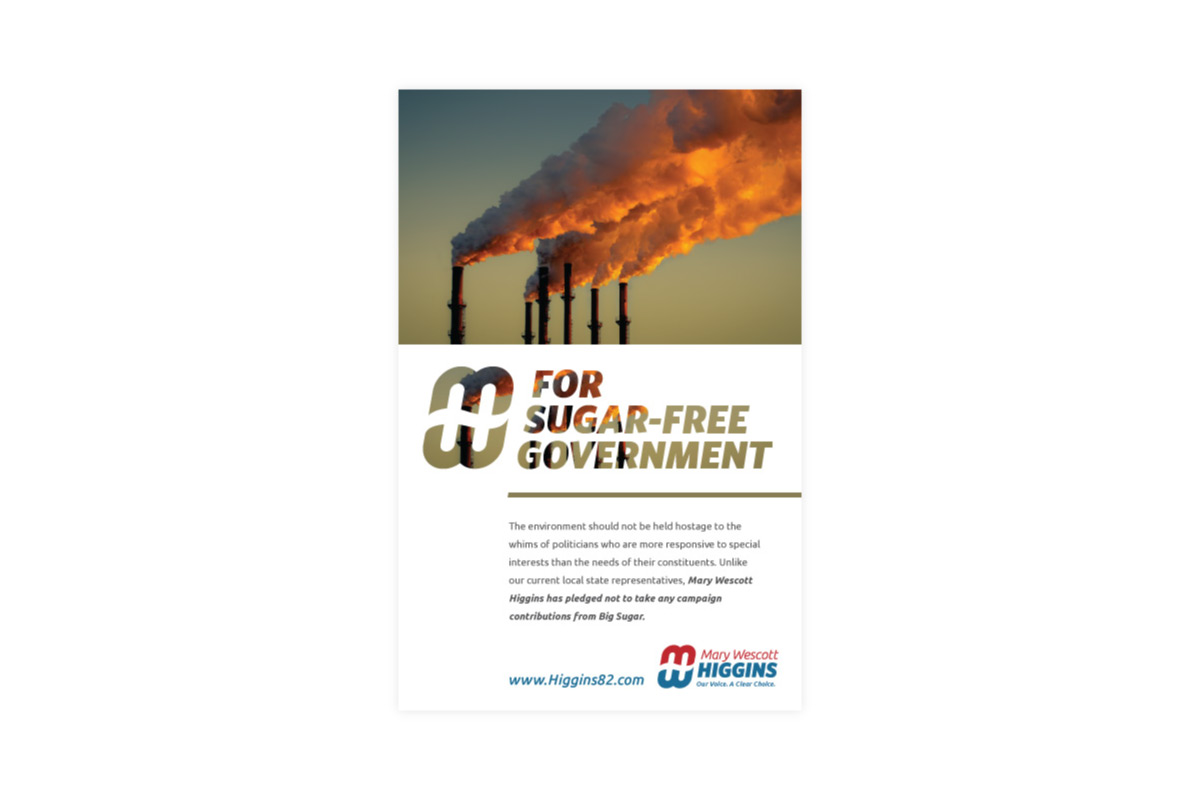 FOR
SUGAR-FREE
GOVERNMENT
The environment should not be held hostage to the
whims of politicians who are more responsive to special
interests than the needs of their constituents. Unlike
our current local state representatives, Mary Wescott
Higgins has pledged not to take any campaign
contributions from Big Sugar.
www.Higgins82.com
Mary Wescott
HIGGINS
Our Voice. A Clear Choice.